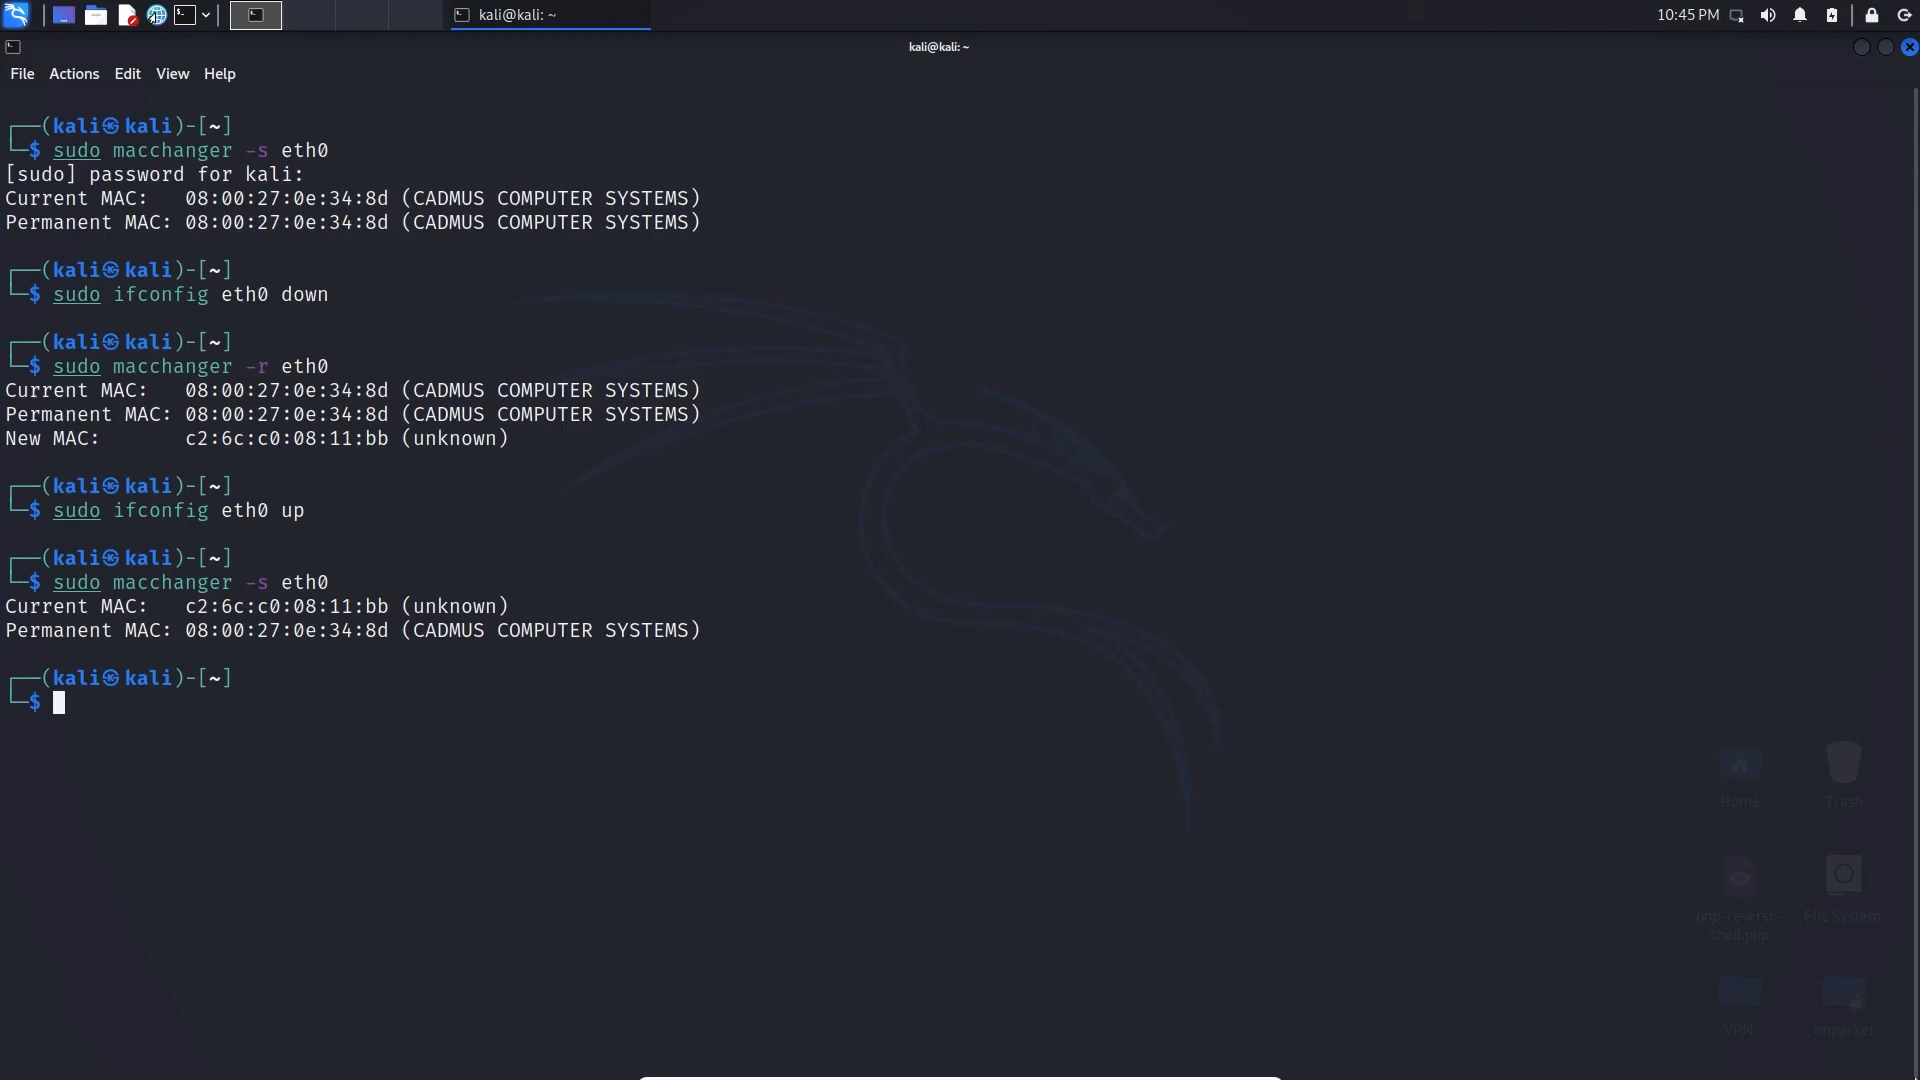 kali@kali: ~
10:45 PM
kali@kali: ~
File Actions Edit View Help
┌──(kali㉿kali)-[~]
└─$ sudo macchanger -s eth0
[sudo] password for kali:
Current MAC:   08:00:27:0e:34:8d (CADMUS COMPUTER SYSTEMS)
Permanent MAC: 08:00:27:0e:34:8d (CADMUS COMPUTER SYSTEMS)
┌──(kali㉿kali)-[~]
└─$ sudo ifconfig eth0 down
┌──(kali㉿kali)-[~]
└─$ sudo macchanger -r eth0
Current MAC:   08:00:27:0e:34:8d (CADMUS COMPUTER SYSTEMS)
Permanent MAC: 08:00:27:0e:34:8d (CADMUS COMPUTER SYSTEMS)
New MAC:       c2:6c:c0:08:11:bb (unknown)
┌──(kali㉿kali)-[~]
└─$ sudo ifconfig eth0 up
┌──(kali㉿kali)-[~]
└─$ sudo macchanger -s eth0
Current MAC:   c2:6c:c0:08:11:bb (unknown)
Permanent MAC: 08:00:27:0e:34:8d (CADMUS COMPUTER SYSTEMS)
┌──(kali㉿kali)-[~]
└─$
Home
Trash
php-reverse-
shell.php
File System
VPN
Impacket